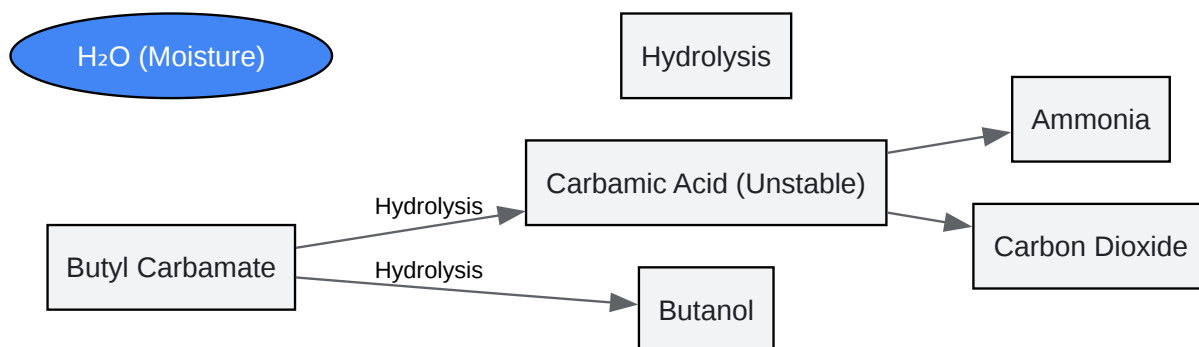 H₂O (Moisture)
Hydrolysis
Ammonia
Carbamic Acid (Unstable)
Hydrolysis
Carbon Dioxide
Butyl Carbamate
Hydrolysis
Butanol